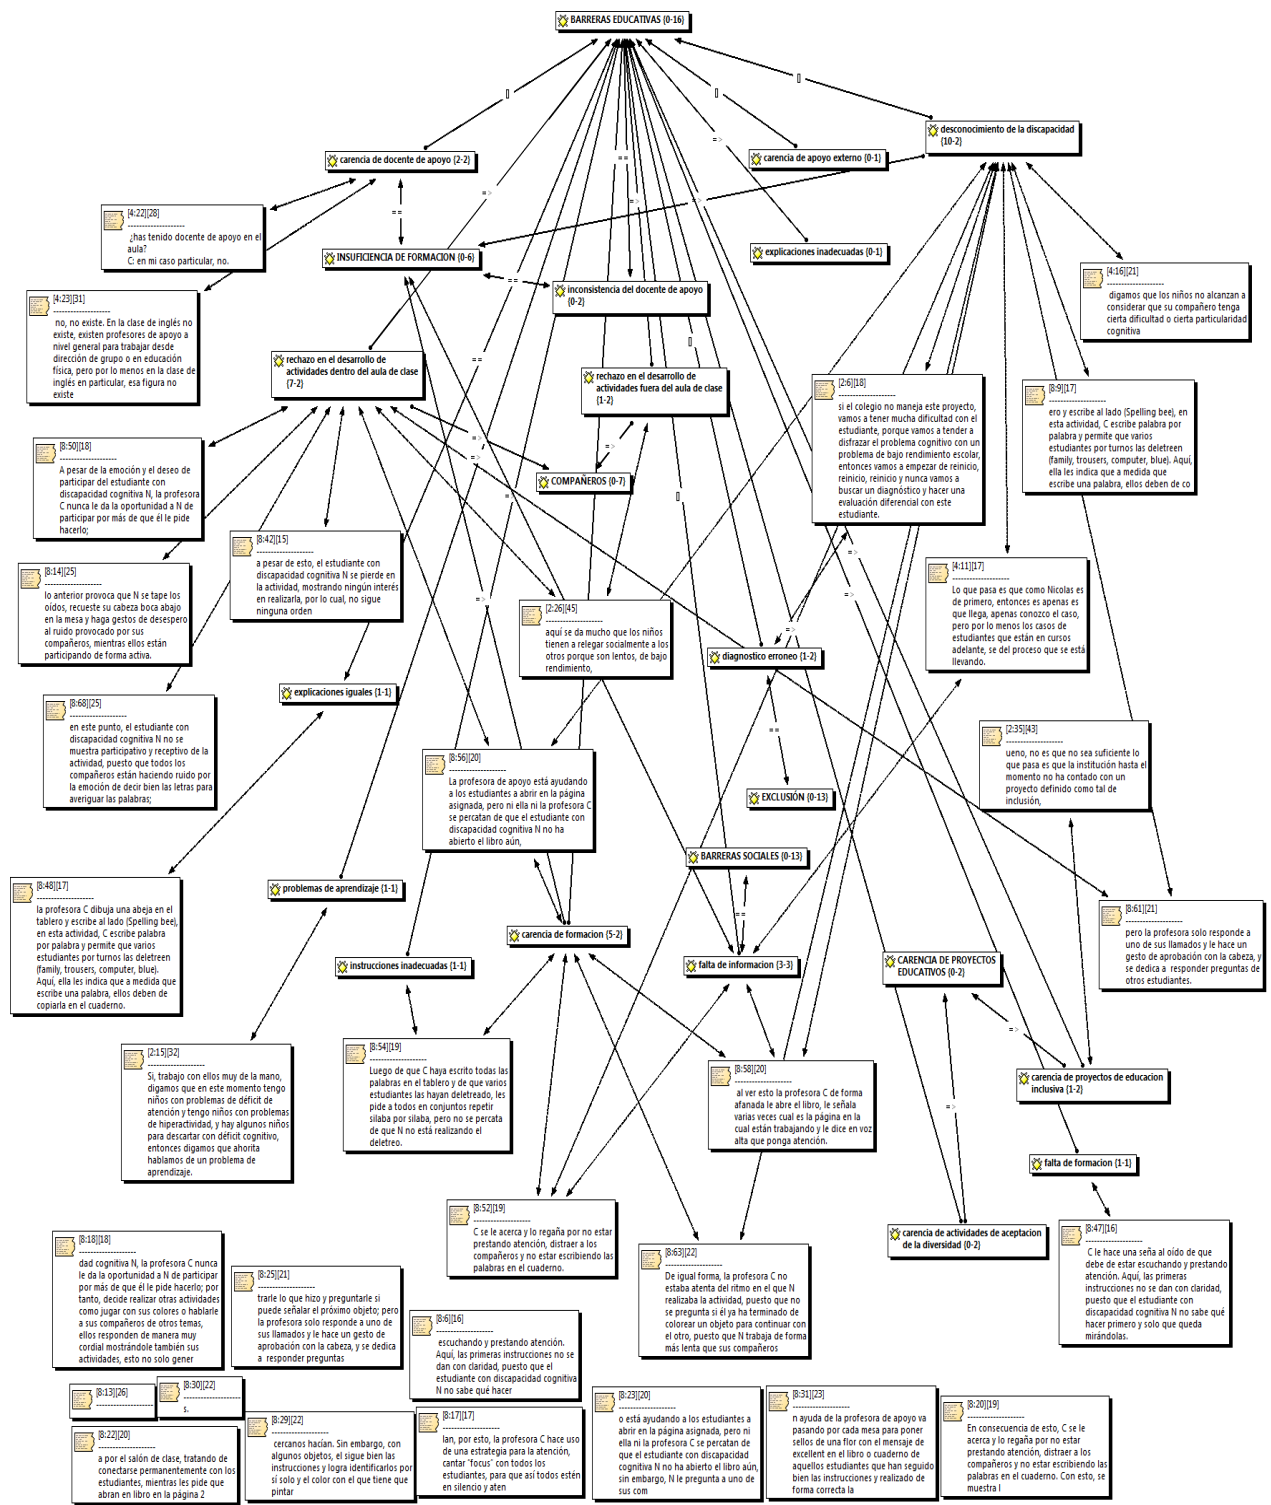 BARRERAS EDUCATIVAS {0-16}
desconocimiento de la discapacidad
{10-2}
carencia de docente de apoyo {2-2}
carencia de apoyo externo {0-1}
[4:22][28]
--------------------
¿has tenido docente de apoyo en el
aula?
C: en mi caso particular, no.
INSUFICIENCIA DE FORMACION {0-6}
explicaciones inadecuadas {0-1}
[4:16][21]
--------------------
digamos que los niños no alcanzan a
considerar que su compañero tenga
cierta dificultad o cierta particularidad
cognitiva
inconsistencia del docente de apoyo
{0-2}
[4:23][31]
--------------------
no, no existe. En la clase de inglés no
existe, existen profesores de apoyo a
nivel general para trabajar desde
dirección de grupo o en educación
física, pero por lo menos en la clase de
inglés en particular, esa figura no
existe
rechazo en el desarrollo de
actividades dentro del aula de clase
{7-2}
rechazo en el desarrollo de
actividades fuera del aula de clase
{1-2}
[2:6][18]
--------------------
si el colegio no maneja este proyecto,
vamos a tener mucha dificultad con el
estudiante, porque vamos a tender a
disfrazar el problema cognitivo con un
problema de bajo rendimiento escolar,
entonces vamos a empezar de reinicio,
reinicio, reinicio y nunca vamos a
buscar un diagnóstico y hacer una
evaluación diferencial con este
estudiante.
[8:9][17]
--------------------
ero y escribe al lado (Spelling bee), en
esta actividad, C escribe palabra por
palabra y permite que varios
estudiantes por turnos las deletreen
(family, trousers, computer, blue). Aquí,
ella les indica que a medida que
escribe una palabra, ellos deben de co
[8:50][18]
--------------------
A pesar de la emoción y el deseo de
participar del estudiante con
discapacidad cognitiva N, la profesora
C nunca le da la oportunidad a N de
participar por más de que él le pide
hacerlo;
COMPAÑEROS {0-7}
[8:42][15]
--------------------
a pesar de esto, el estudiante con
discapacidad cognitiva N se pierde en
la actividad, mostrando ningún interés
en realizarla, por lo cual, no sigue
ninguna orden
[8:14][25]
--------------------
lo anterior provoca que N se tape los
oídos, recueste su cabeza boca abajo
en la mesa y haga gestos de desespero
al ruido provocado por sus
compañeros, mientras ellos están
participando de forma activa.
[4:11][17]
--------------------
Lo que pasa es que como Nicolas es
de primero, entonces es apenas es
que llega, apenas conozco el caso,
pero por lo menos los casos de
estudiantes que están en cursos
adelante, se del proceso que se está
llevando.
[2:26][45]
--------------------
aquí se da mucho que los niños
tienen a relegar socialmente a los
otros porque son lentos, de bajo
rendimiento,
diagnostico erroneo {1-2}
explicaciones iguales {1-1}
[8:68][25]
--------------------
en este punto, el estudiante con
discapacidad cognitiva N no se
muestra participativo y receptivo de la
actividad, puesto que todos los
compañeros están haciendo ruido por
la emoción de decir bien las letras para
averiguar las palabras;
[2:35][43]
--------------------
ueno, no es que no sea suficiente lo
que pasa es que la institución hasta el
momento no ha contado con un
proyecto definido como tal de
inclusión,
[8:56][20]
--------------------
La profesora de apoyo está ayudando
a los estudiantes a abrir en la página
asignada, pero ni ella ni la profesora C
se percatan de que el estudiante con
discapacidad cognitiva N no ha
abierto el libro aún,
EXCLUSIÓN {0-13}
BARRERAS SOCIALES {0-13}
[8:48][17]
--------------------
la profesora C dibuja una abeja en el
tablero y escribe al lado (Spelling bee),
en esta actividad, C escribe palabra
por palabra y permite que varios
estudiantes por turnos las deletreen
(family, trousers, computer, blue).
Aquí, ella les indica que a medida que
escribe una palabra, ellos deben de
copiarla en el cuaderno.
problemas de aprendizaje {1-1}
[8:61][21]
--------------------
pero la profesora solo responde a
uno de sus llamados y le hace un
gesto de aprobación con la cabeza, y
se dedica a responder preguntas de
otros estudiantes.
carencia de formacion {5-2}
instrucciones inadecuadas {1-1}
falta de informacion {3-3}
CARENCIA DE PROYECTOS
EDUCATIVOS {0-2}
[2:15][32]
--------------------
Si, trabajo con ellos muy de la mano,
digamos que en este momento tengo
niños con problemas de déficit de
atención y tengo niños con problemas
de hiperactividad, y hay algunos niños
para descartar con déficit cognitivo,
entonces digamos que ahorita
hablamos de un problema de
aprendizaje.
[8:54][19]
--------------------
Luego de que C haya escrito todas las
palabras en el tablero y de que varios
estudiantes las hayan deletreado, les
pide a todos en conjuntos repetir
silaba por silaba, pero no se percata
de que N no está realizando el
deletreo.
[8:58][20]
--------------------
al ver esto la profesora C de forma
afanada le abre el libro, le señala
varias veces cual es la página en la
cual están trabajando y le dice en voz
alta que ponga atención.
carencia de proyectos de educacion
inclusiva {1-2}
falta de formacion {1-1}
[8:52][19]
--------------------
C se le acerca y lo regaña por no estar
prestando atención, distraer a los
compañeros y no estar escribiendo las
palabras en el cuaderno.
carencia de actividades de aceptacion
de la diversidad {0-2}
[8:47][16]
--------------------
C le hace una seña al oído de que
debe de estar escuchando y prestando
atención. Aquí, las primeras
instrucciones no se dan con claridad,
puesto que el estudiante con
discapacidad cognitiva N no sabe qué
hacer primero y solo que queda
mirándolas.
[8:63][22]
--------------------
De igual forma, la profesora C no
estaba atenta del ritmo en el que N
realizaba la actividad, puesto que no
se pregunta si él ya ha terminado de
colorear un objeto para continuar con
el otro, puesto que N trabaja de forma
más lenta que sus compañeros
[8:18][18]
--------------------
dad cognitiva N, la profesora C nunca
le da la oportunidad a N de participar
por más de que él le pide hacerlo; por
tanto, decide realizar otras actividades
como jugar con sus colores o hablarle
a sus compañeros de otros temas,
ellos responden de manera muy
cordial mostrándole también sus
actividades, esto no solo gener
[8:25][21]
--------------------
trarle lo que hizo y preguntarle si
puede señalar el próximo objeto; pero
la profesora solo responde a uno de
sus llamados y le hace un gesto de
aprobación con la cabeza, y se dedica
a responder preguntas
[8:6][16]
--------------------
escuchando y prestando atención.
Aquí, las primeras instrucciones no se
dan con claridad, puesto que el
estudiante con discapacidad cognitiva
N no sabe qué hacer
[8:13][26]
--------------------
[8:30][22]
--------------------
s.
[8:22][20]
--------------------
a por el salón de clase, tratando de
conectarse permanentemente con los
estudiantes, mientras les pide que
abran en libro en la página 2
[8:29][22]
--------------------
cercanos hacían. Sin embargo, con
algunos objetos, el sigue bien las
instrucciones y logra identificarlos por
sí solo y el color con el que tiene que
pintar
[8:17][17]
--------------------
lan, por esto, la profesora C hace uso
de una estrategia para la atención,
cantar ¨focus¨ con todos los
estudiantes, para que así todos estén
en silencio y aten
[8:23][20]
--------------------
o está ayudando a los estudiantes a
abrir en la página asignada, pero ni
ella ni la profesora C se percatan de
que el estudiante con discapacidad
cognitiva N no ha abierto el libro aún,
sin embargo, N le pregunta a uno de
sus com
[8:31][23]
--------------------
n ayuda de la profesora de apoyo va
pasando por cada mesa para poner
sellos de una flor con el mensaje de
excellent en el libro o cuaderno de
aquellos estudiantes que han seguido
bien las instrucciones y realizado de
forma correcta la
[8:20][19]
--------------------
En consecuencia de esto, C se le
acerca y lo regaña por no estar
prestando atención, distraer a los
compañeros y no estar escribiendo las
palabras en el cuaderno. Con esto, se
muestra l